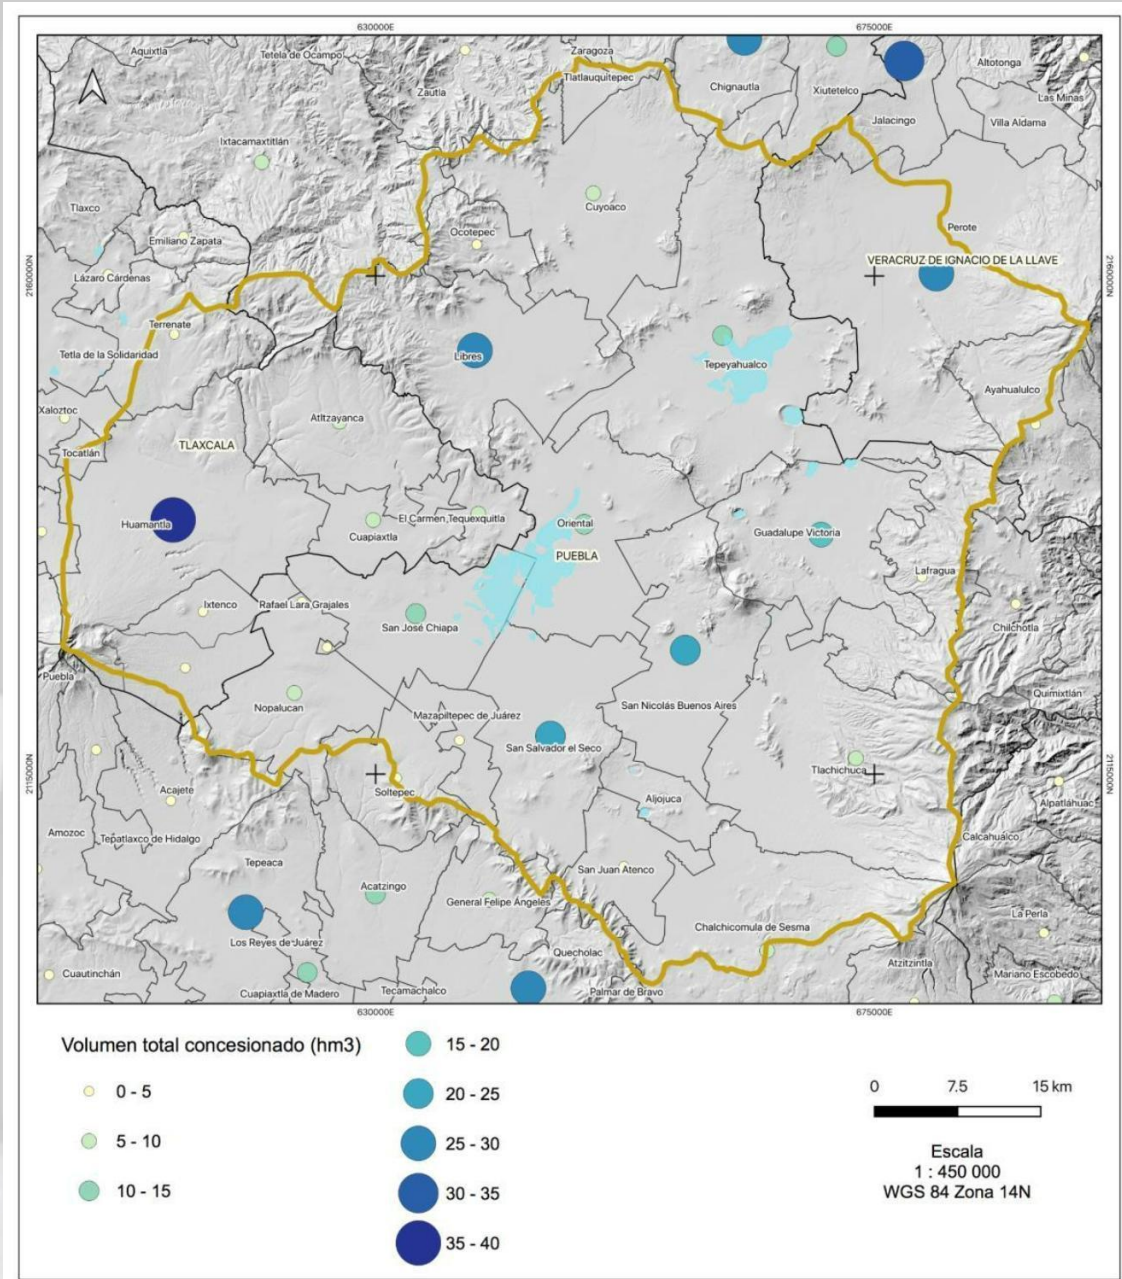 630000E
675000E
Aquixtla
Tetela de Ocampo
Zaragoza
Tlatlauquitepec
Zautla
Chignautla
Xiutetelco
Altotonga
Las Minas
Jalacingo
Villa Aldama
Ixtacamaxtitlán
Tlaxco
Cuyoaco
Emiliano Zapata
Ocotepec
Perote
2160000N
Lázaro Cárdenas
VERACRUZ DE IGNACIO DE LA LLAVE
2160000N
Terrenate
Tetla de la Solidaridad
Libres
Tepeyahualco
Ayahualulco
Xaloztoc
Atltzayanca
TLAXCALA
Tocatlán
Huamantla
El Carmen Tequexquitla
Cuapiaxtla
Oriental
Guadalupe Victoria
PUEBLA
Lafragua
Ixtenco
Rafael Lara Grajales
San José Chiapa
Chilchotla
Puebla
Quimixtlán
Nopalucan
Mazapiltepec de Juárez
San Nicolás Buenos Aires
San Salvador el Seco
2115000N
Tlachichuca
2115000N
Acajete
Soltepec
Aljojuca
Alpatláhuac
Amozoc
Tepatlaxco de Hidalgo
Calcahualco
Tepeaca
San Juan Atenco
Acatzingo
General Felipe Ángeles
La Perla
Chalchicomula de Sesma
Los Reyes de Juárez
Quecholac
Atzitzintla
Cuautinchán
Mariano Escobedo
Cuapiaxtla de Madero
Tecamachalco
Palmar de Bravo
630000E
675000E
Volumen total concesionado (hm3)
0 - 5
5 - 10
10 - 15
15 - 20
20 - 25
25 - 30
30 - 35
35 - 40
0 7.5 15 km
Escala
1 : 450 000
WGS 84 Zona 14N